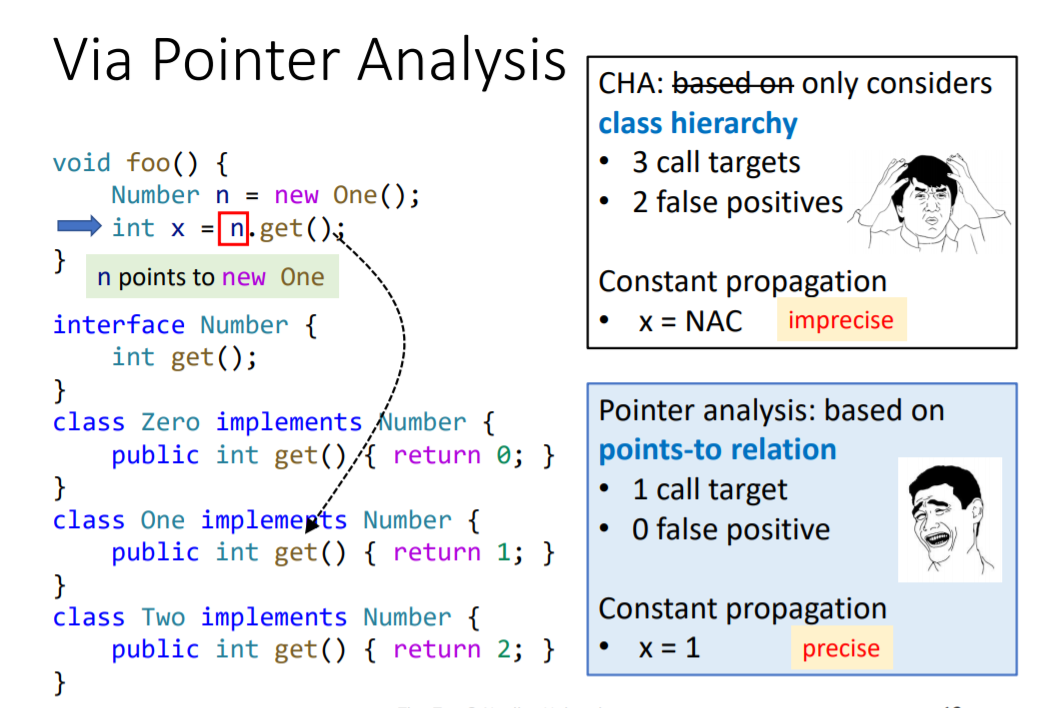 Via Pointer Analysis
void foo() {
    Number n = new One();
    int x = n.get();
}
n points to new One
interface Number {
    int get();
}
class Zero implements Number {
    public int get() { return 0; }
}
class One implements Number {
    public int get() { return 1; }
}
class Two implements Number {
    public int get() { return 2; }
}
CHA: based on only considers
class hierarchy
• 3 call targets
• 2 false positives
Constant propagation
• x = NAC imprecise
Pointer analysis: based on
points-to relation
• 1 call target
• 0 false positive
Constant propagation
• x = 1 precise